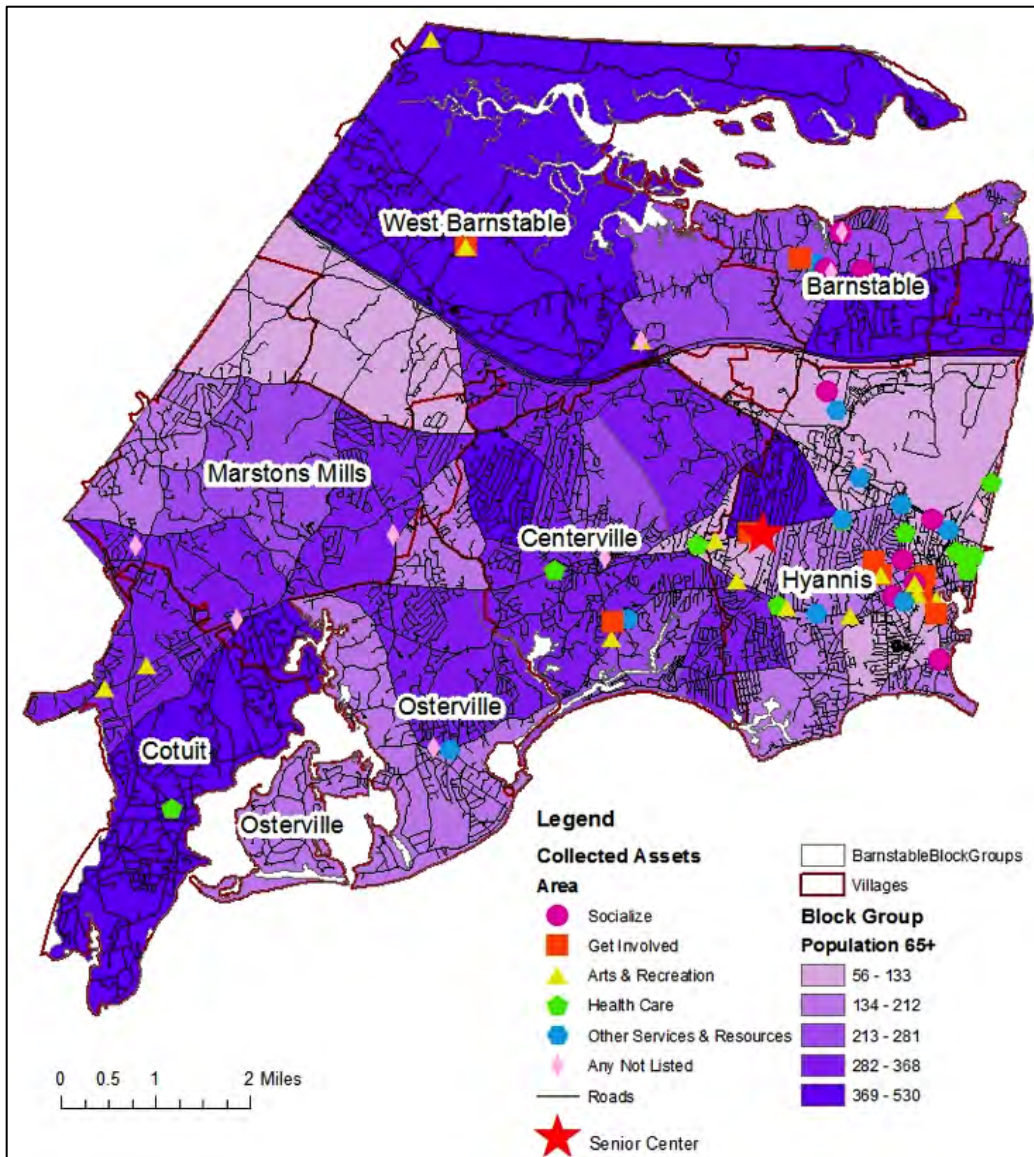 West Barnstable
Barnstable
Marstons Mills
Centerville
Hyannis
Osterville
Cotuit
Osterville
0 0.5 1 2 Miles
Legend
Collected Assets
Area
Socialize
Get Involved
Arts & Recreation
Health Care
Other Services & Resources
Any Not Listed
Roads
Senior Center
BarnstableBlockGroups
Villages
Block Group
Population 65+
56 - 133
134 - 212
213 - 281
282 - 368
369 - 530